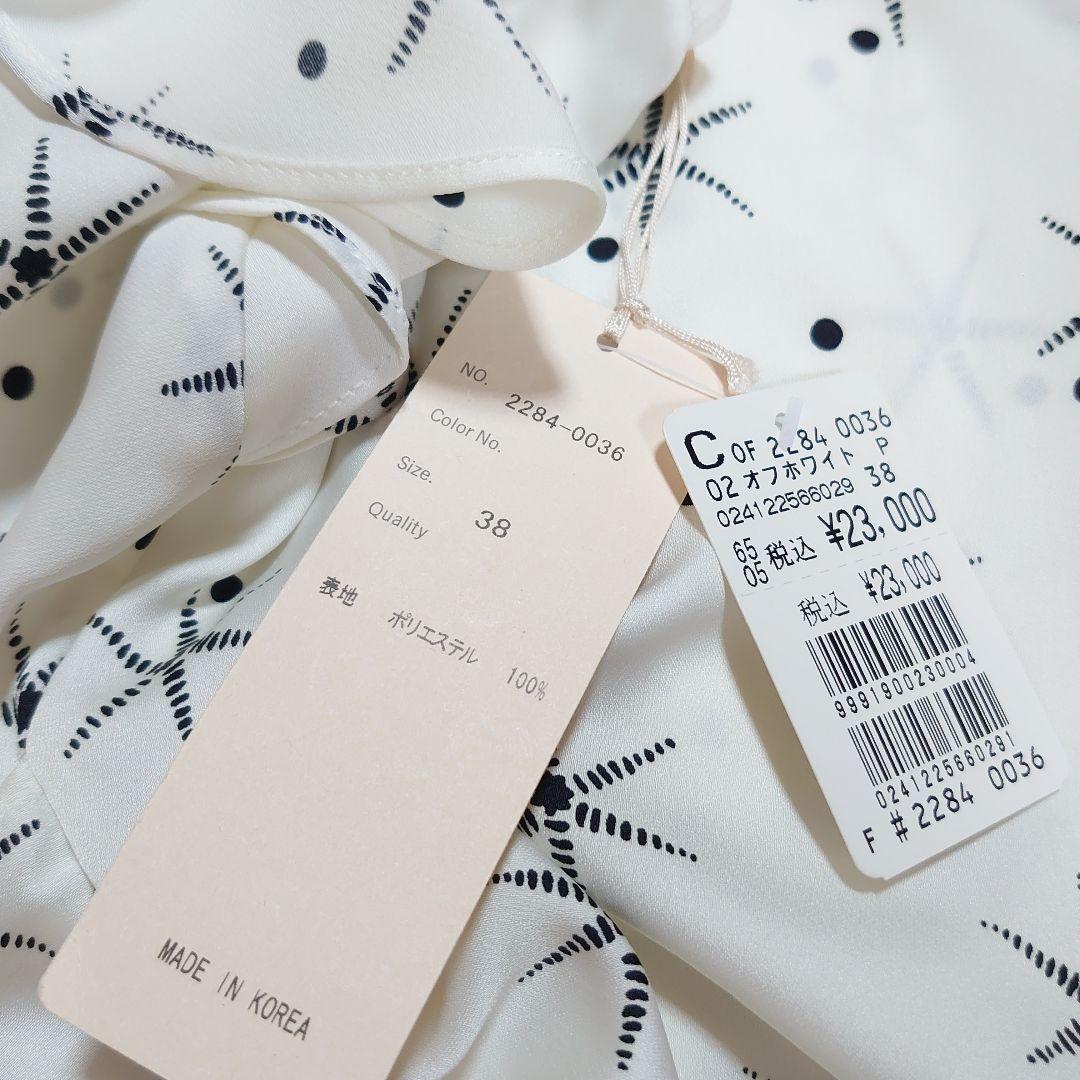 NO. 2284-0036
Color No.
Size. 38
Quality
表地 ポリエステル 100%
MADE IN KOREA
C OF 2284 0036
02 オフホワイト P
024122566029 38
65
05 税込 ¥23,000
税込 ¥23,000
9991900230004
0241225660291
F #2284 0036